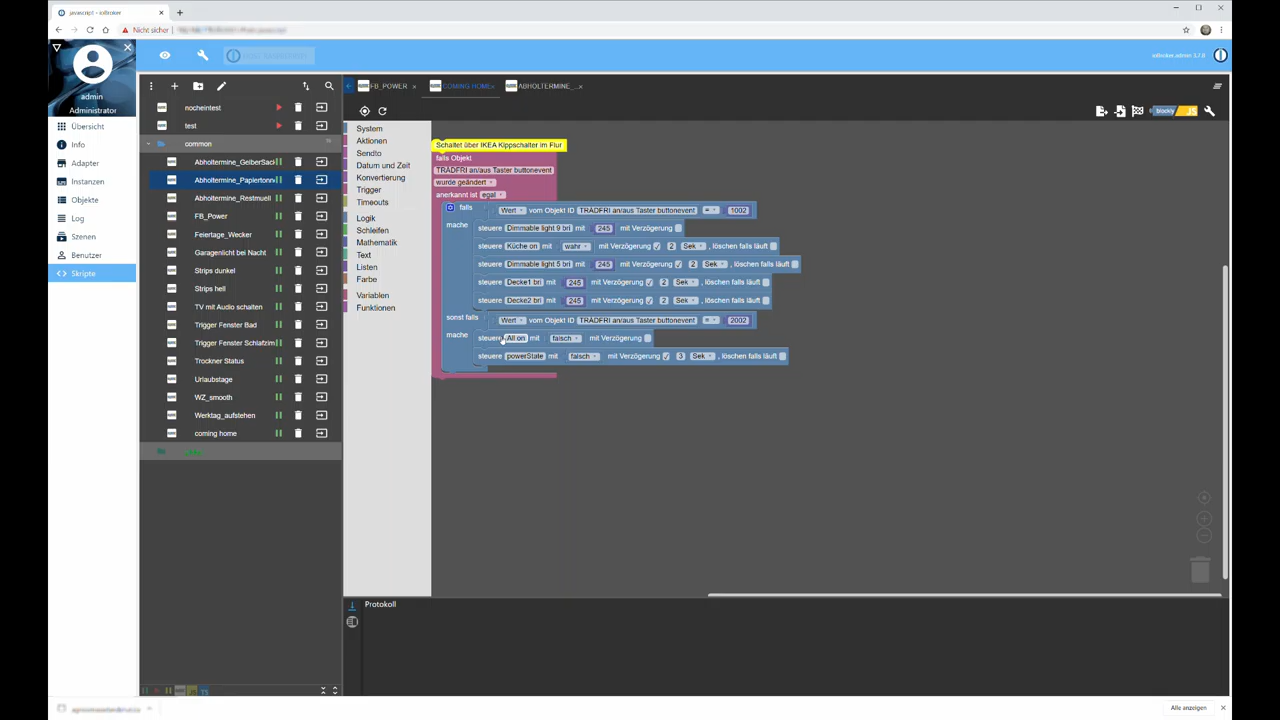 javascript - ioBroker
Nicht sicher
ioBroker.admin 3.7.8
admin
Administrator
Übersicht
Info
Adapter
Instanzen
Objekte
Log
Szenen
Benutzer
Skripte
nocheintest
test
common
Abholtermine_GelberSack
Abholtermine_Papiertonn
Abholtermine_Restmuell
FB_Power
Feiertage_Wecker
Garagenlicht bei Nacht
Strips dunkel
Strips hell
TV mit Audio schalten
Trigger Fenster Bad
Trigger Fenster Schlafzim
Trockner Status
Urlaubstage
WZ_smooth
Werktag_aufstehen
coming home
FB_POWER
COMING HOME
ABHOLTERMINE_...
blockly
JS
System
Aktionen
Sendto
Datum und Zeit
Konvertierung
Trigger
Timeouts
Logik
Schleifen
Mathematik
Text
Listen
Farbe
Variablen
Funktionen
Schaltet über IKEA Kippschalter im Flur
falls Objekt
TRÅDFRI an/aus Taster buttonevent
wurde geändert
anerkannt ist egal
falls Wert vom Objekt ID TRÅDFRI an/aus Taster buttonevent = 1002
mache steuere Dimmable light 9 bri mit 245 mit Verzögerung
steuere Küche on mit wahr mit Verzögerung 2 Sek , löschen falls läuft
steuere Dimmable light 5 bri mit 245 mit Verzögerung 2 Sek , löschen falls läuft
steuere Decke1 bri mit 245 mit Verzögerung 2 Sek , löschen falls läuft
steuere Decke2 bri mit 245 mit Verzögerung 2 Sek , löschen falls läuft
sonst falls Wert vom Objekt ID TRÅDFRI an/aus Taster buttonevent = 2002
mache steuere All on mit falsch mit Verzögerung
steuere powerState mit falsch mit Verzögerung 3 Sek , löschen falls läuft
Protokoll
Alle anzeigen